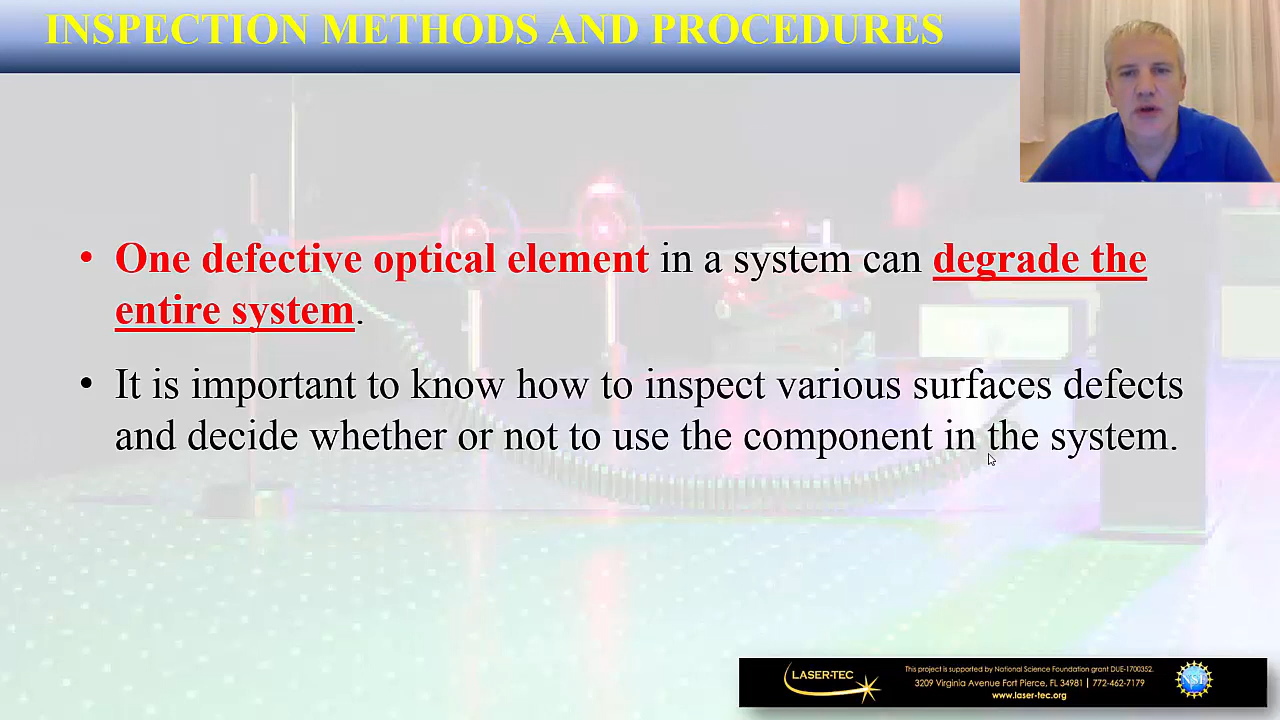 INSPECTION METHODS AND PROCEDURES
• One defective optical element in a system can degrade the
entire system.
• It is important to know how to inspect various surfaces defects
and decide whether or not to use the component in the system.
LASER-TEC
This project is supported by National Science Foundation grant DUE-1700352.
3209 Virginia Avenue Fort Pierce, FL 34981 | 772-462-7179
www.laser-tec.org
NSF